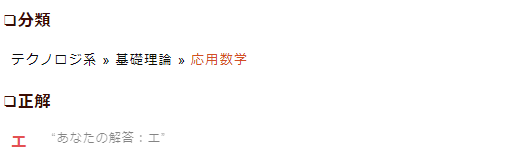 ❏分類
テクノロジ系 » 基礎理論 » 応用数学
❏正解
エ “あなたの解答：エ”